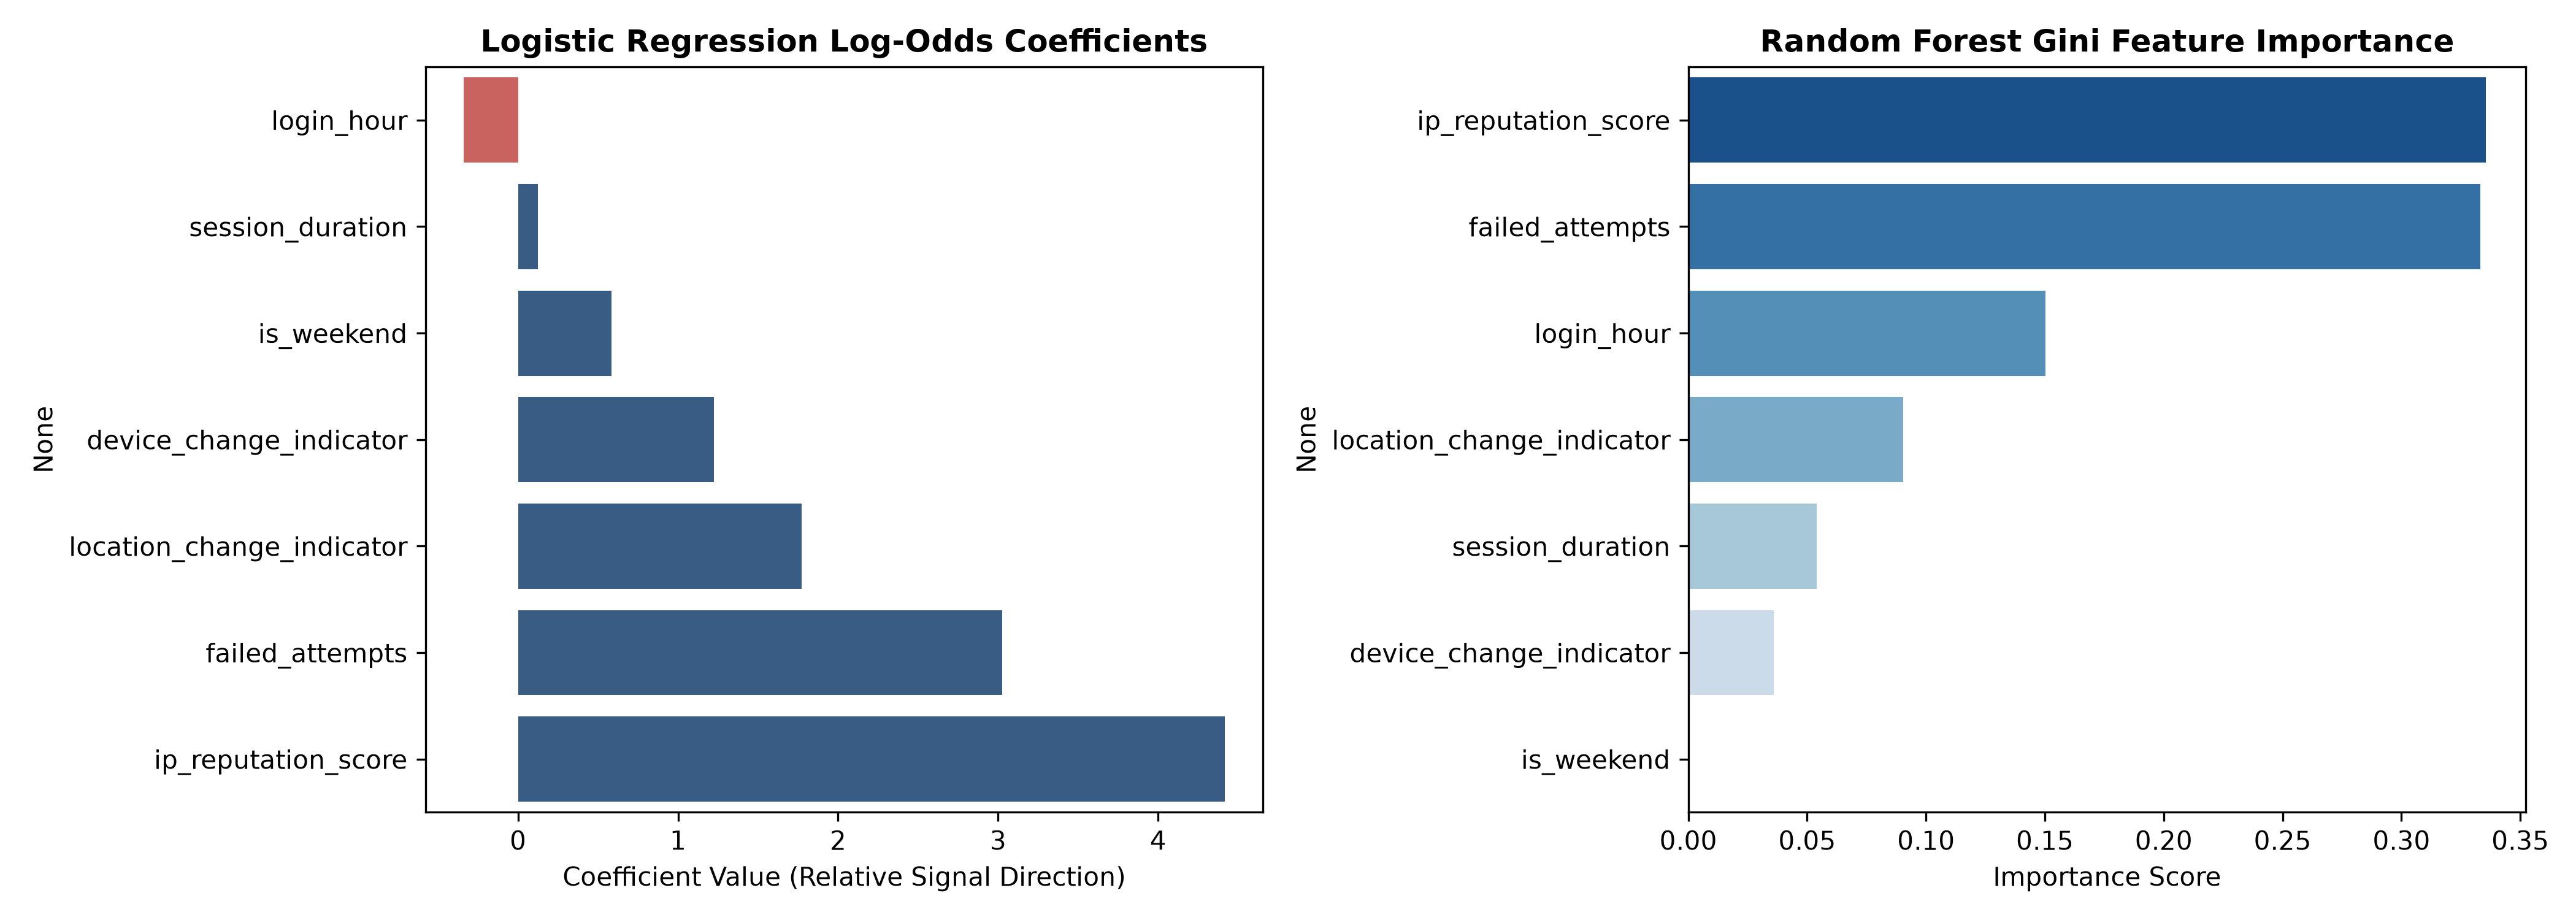 Logistic Regression Log-Odds Coefficients
None
login_hour
session_duration
is_weekend
device_change_indicator
location_change_indicator
failed_attempts
ip_reputation_score
0 1 2 3 4
Coefficient Value (Relative Signal Direction)
Random Forest Gini Feature Importance
None
ip_reputation_score
failed_attempts
login_hour
location_change_indicator
session_duration
device_change_indicator
is_weekend
0.00 0.05 0.10 0.15 0.20 0.25 0.30 0.35
Importance Score